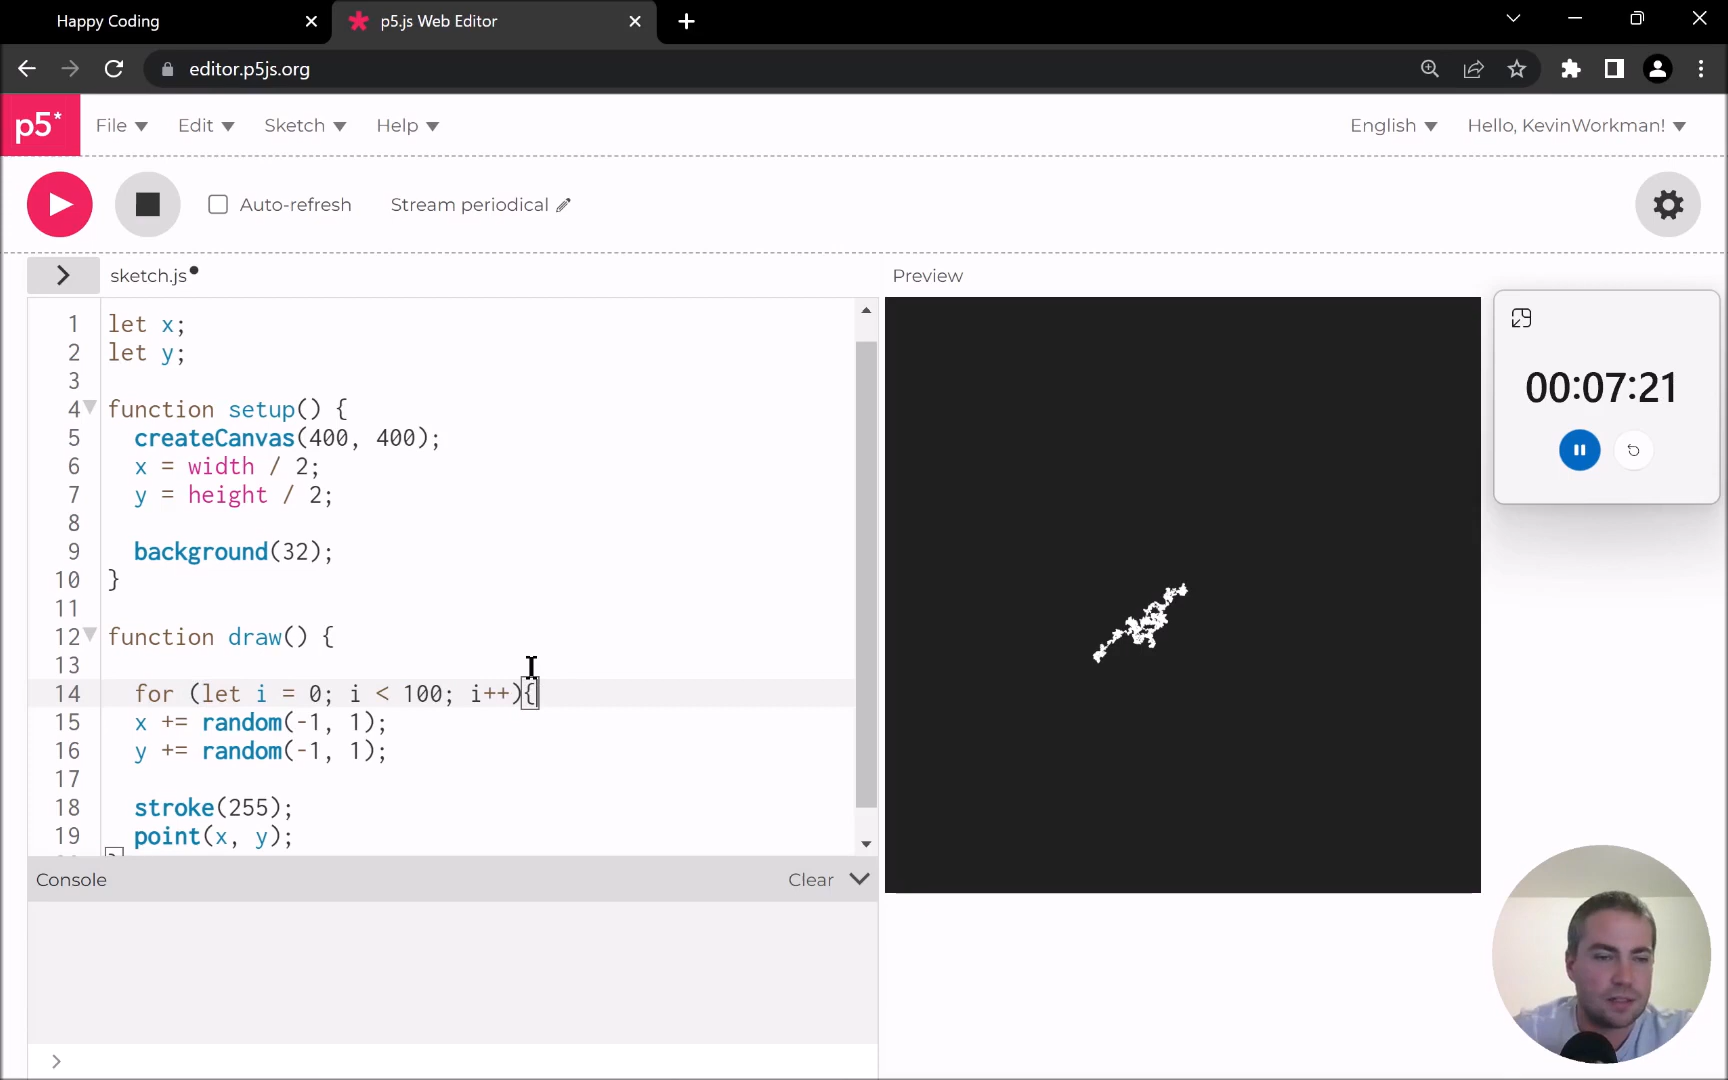 Happy Coding
p5.js Web Editor
editor.p5js.org
p5*
File
Edit
Sketch
Help
English
Hello, KevinWorkman!
Auto-refresh
Stream periodical
sketch.js
Preview
1 let x;
2 let y;
3
4 function setup() {
5 createCanvas(400, 400);
6 x = width / 2;
7 y = height / 2;
8
9 background(32);
10 }
11
12 function draw() {
13
14 for (let i = 0; i < 100; i++){
15 x += random(-1, 1);
16 y += random(-1, 1);
17
18 stroke(255);
19 point(x, y);
00:07:21
Console
Clear
>